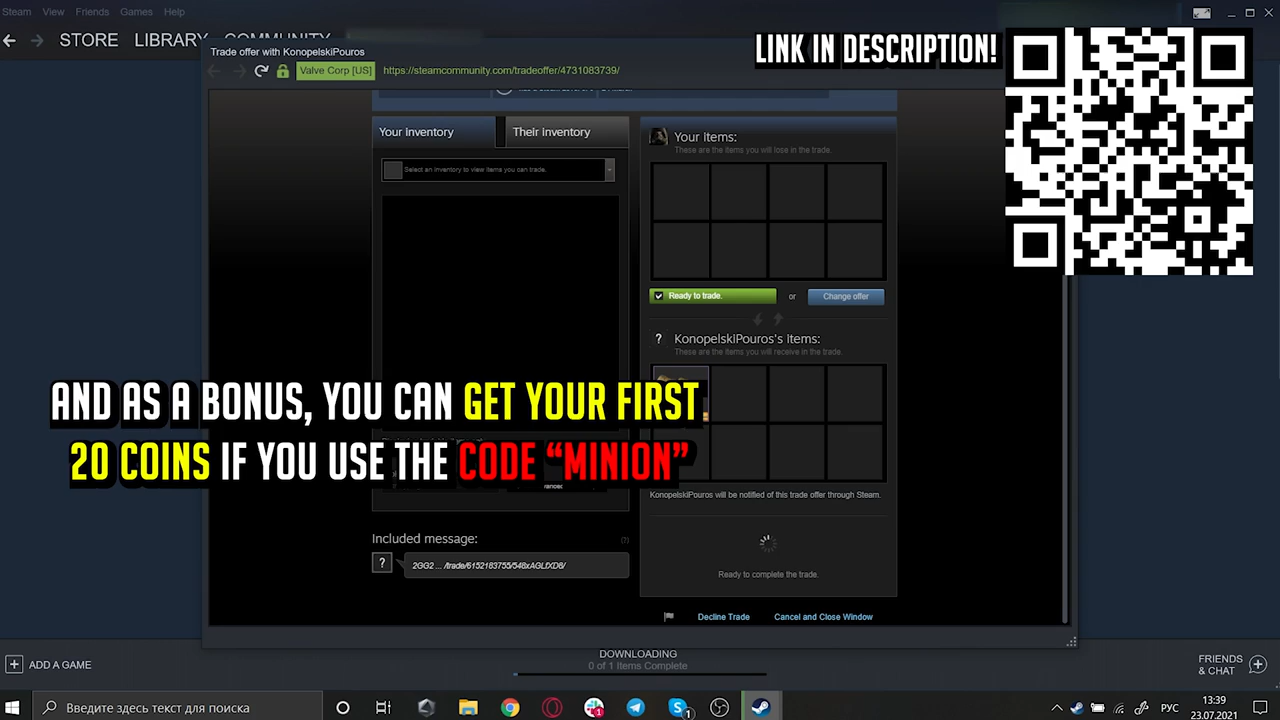 Steam View Friends Games Help
STORE LIBRARY COMMUNITY
Trade offer with KonopelskiPouros
Valve Corp [US] https://steamcommunity.com/tradeoffer/4731083739/
LINK IN DESCRIPTION!
Your Inventory
Their Inventory
Select an inventory to view items you can trade.
Your Items:
These are the items you will lose in the trade.
Ready to trade.
or
Change offer
?
KonopelskiPouros's Items:
These are the items you will receive in the trade.
AND AS A BONUS, YOU CAN GET YOUR FIRST
20 COINS IF YOU USE THE CODE “MINION”
KonopelskiPouros will be notified of this trade offer through Steam.
Included message:
(?)
?
2GG2 ... /trade/6152183755/548xAGLfXD8/
Ready to complete the trade.
Decline Trade
Cancel and Close Window
ADD A GAME
DOWNLOADING
0 of 1 Items Complete
FRIENDS
& CHAT
Введите здесь текст для поиска
1
1
РУС
13:39
23.07.2021